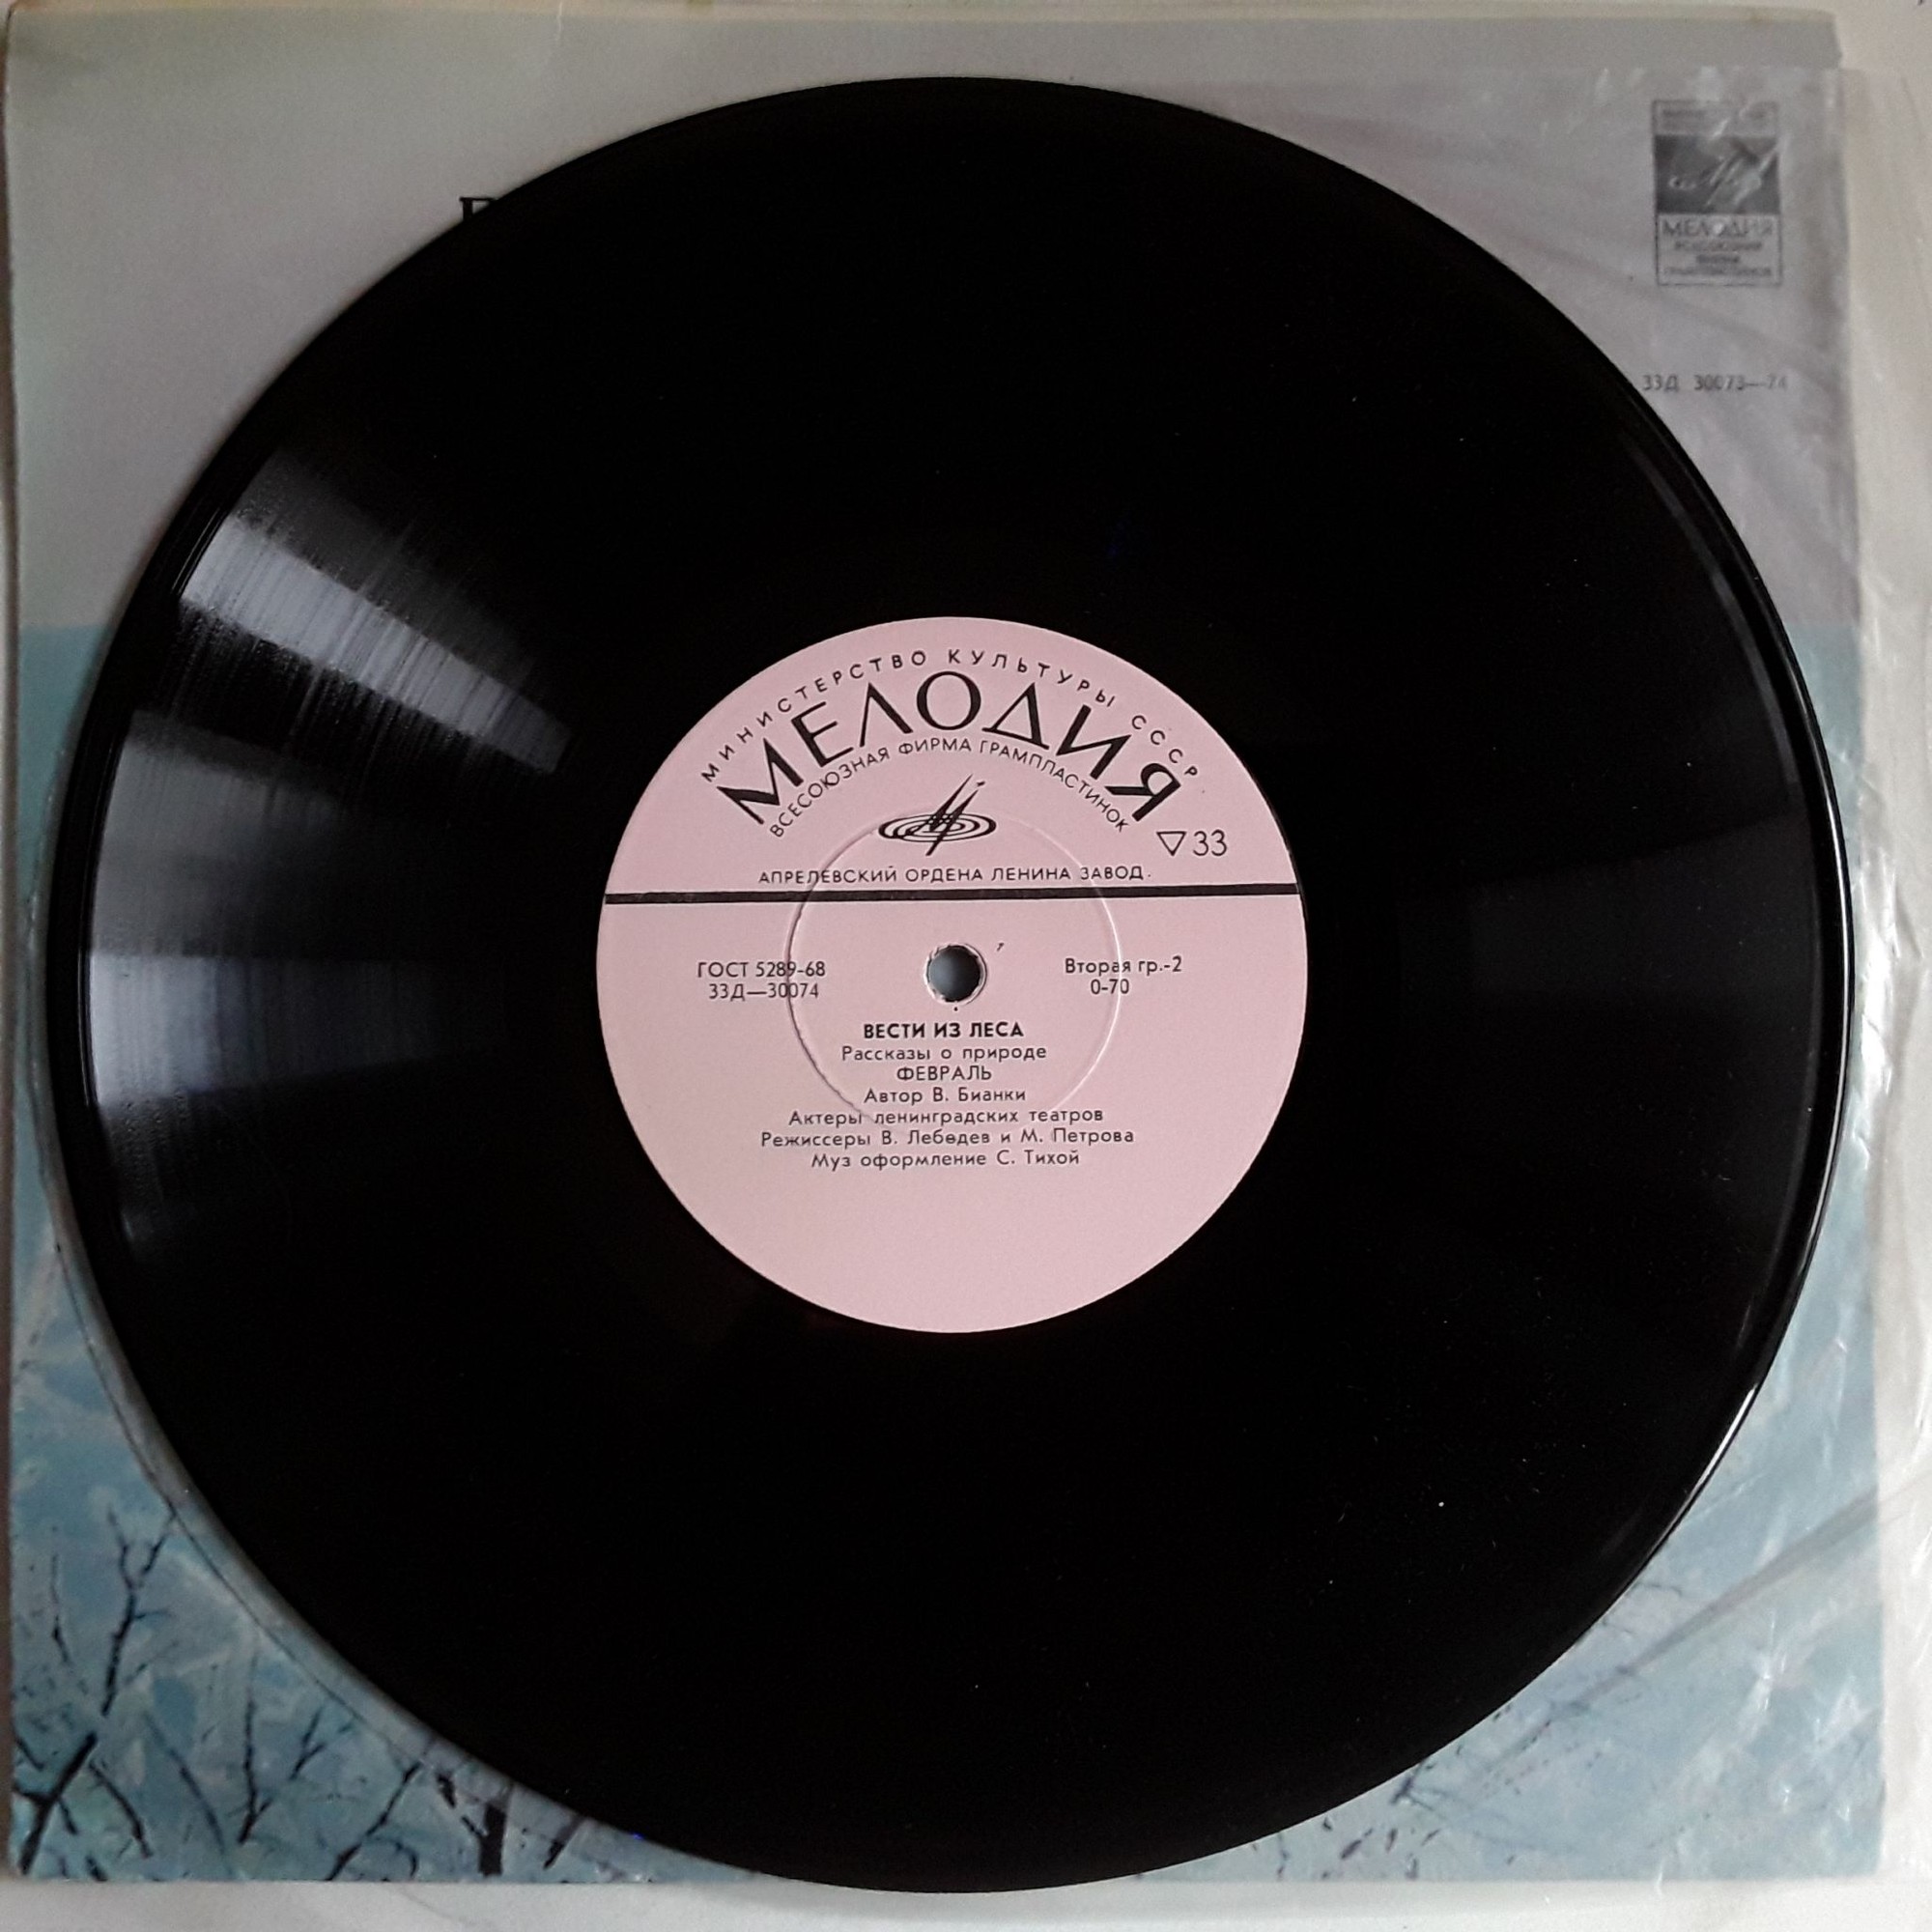 МЕЛОДИЯ
33Д 30073—74
МИНИСТЕРСТВО КУЛЬТУРЫ СССР
МЕЛОДИЯ
ВСЕСОЮЗНАЯ ФИРМА ГРАМПЛАСТИНОК
▽33
АПРЕЛЕВСКИЙ ОРДЕНА ЛЕНИНА ЗАВОД.
ГОСТ 5289-68
33Д—30074
Вторая гр.-2
0-70
ВЕСТИ ИЗ ЛЕСА
Рассказы о природе
ФЕВРАЛЬ
Автор В. Бианки
Актеры ленинградских театров
Режиссеры В. Лебедев и М. Петрова
Муз оформление С. Тихой